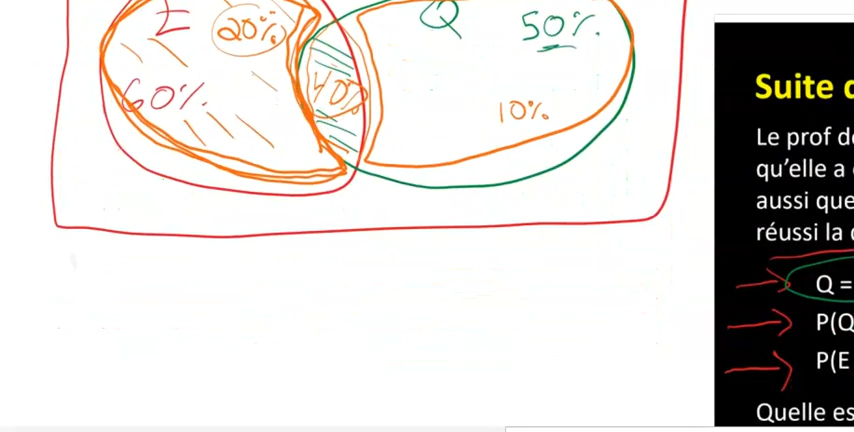 E
20%
Q
50%
60%
40%
10%
Suite d
Le prof de
qu'elle a
aussi que
réussi la
Q =
P(Q
P(E
Quelle es